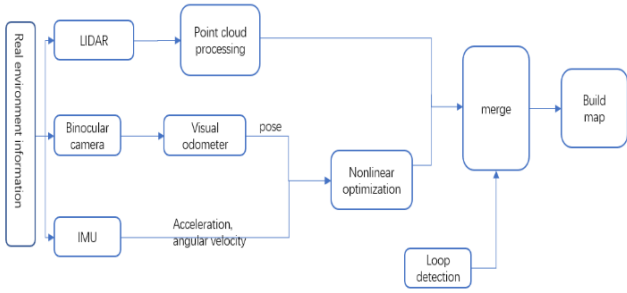 Real environment information
LIDAR
Point cloud
processing
Binocular
camera
Visual
odometer
pose
IMU
Acceleration,
angular velocity
Nonlinear
optimization
merge
Build
map
Loop
detection